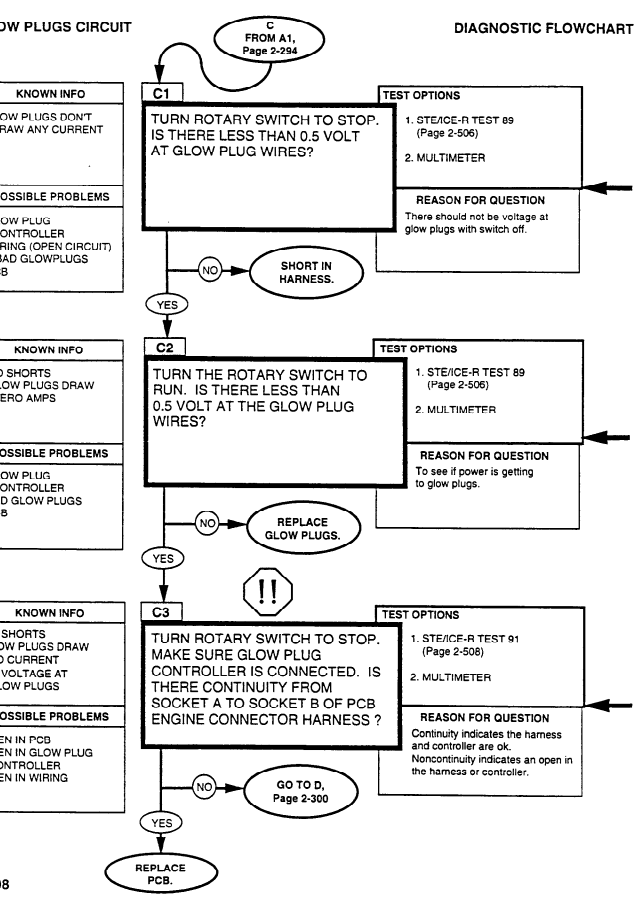 OW PLUGS CIRCUIT
C
FROM A1,
Page 2-294
DIAGNOSTIC FLOWCHART
KNOWN INFO
OW PLUGS DON'T
RAW ANY CURRENT
OSSIBLE PROBLEMS
OW PLUG
ONTROLLER
RING (OPEN CIRCUIT)
BAD GLOWPLUGS
CB
C1
TURN ROTARY SWITCH TO STOP.
IS THERE LESS THAN 0.5 VOLT
AT GLOW PLUG WIRES?
TEST OPTIONS
1. STE/ICE-R TEST 89
(Page 2-506)
2. MULTIMETER
REASON FOR QUESTION
There should not be voltage at
glow plugs with switch off.
NO
SHORT IN
HARNESS.
YES
KNOWN INFO
O SHORTS
LOW PLUGS DRAW
ERO AMPS
OSSIBLE PROBLEMS
OW PLUG
ONTROLLER
D GLOW PLUGS
B
C2
TURN THE ROTARY SWITCH TO
RUN. IS THERE LESS THAN
0.5 VOLT AT THE GLOW PLUG
WIRES?
TEST OPTIONS
1. STE/ICE-R TEST 89
(Page 2-506)
2. MULTIMETER
REASON FOR QUESTION
To see if power is getting
to glow plugs.
NO
REPLACE
GLOW PLUGS.
YES
!!
KNOWN INFO
SHORTS
OW PLUGS DRAW
O CURRENT
VOLTAGE AT
LOW PLUGS
OSSIBLE PROBLEMS
EN IN PCB
EN IN GLOW PLUG
ONTROLLER
EN IN WIRING
C3
TURN ROTARY SWITCH TO STOP.
MAKE SURE GLOW PLUG
CONTROLLER IS CONNECTED. IS
THERE CONTINUITY FROM
SOCKET A TO SOCKET B OF PCB
ENGINE CONNECTOR HARNESS ?
TEST OPTIONS
1. STE/ICE-R TEST 91
(Page 2-508)
2. MULTIMETER
REASON FOR QUESTION
Continuity indicates the harness
and controller are ok.
Noncontinuity indicates an open in
the harness or controller.
NO
GO TO D,
Page 2-300
YES
REPLACE
PCB.
98